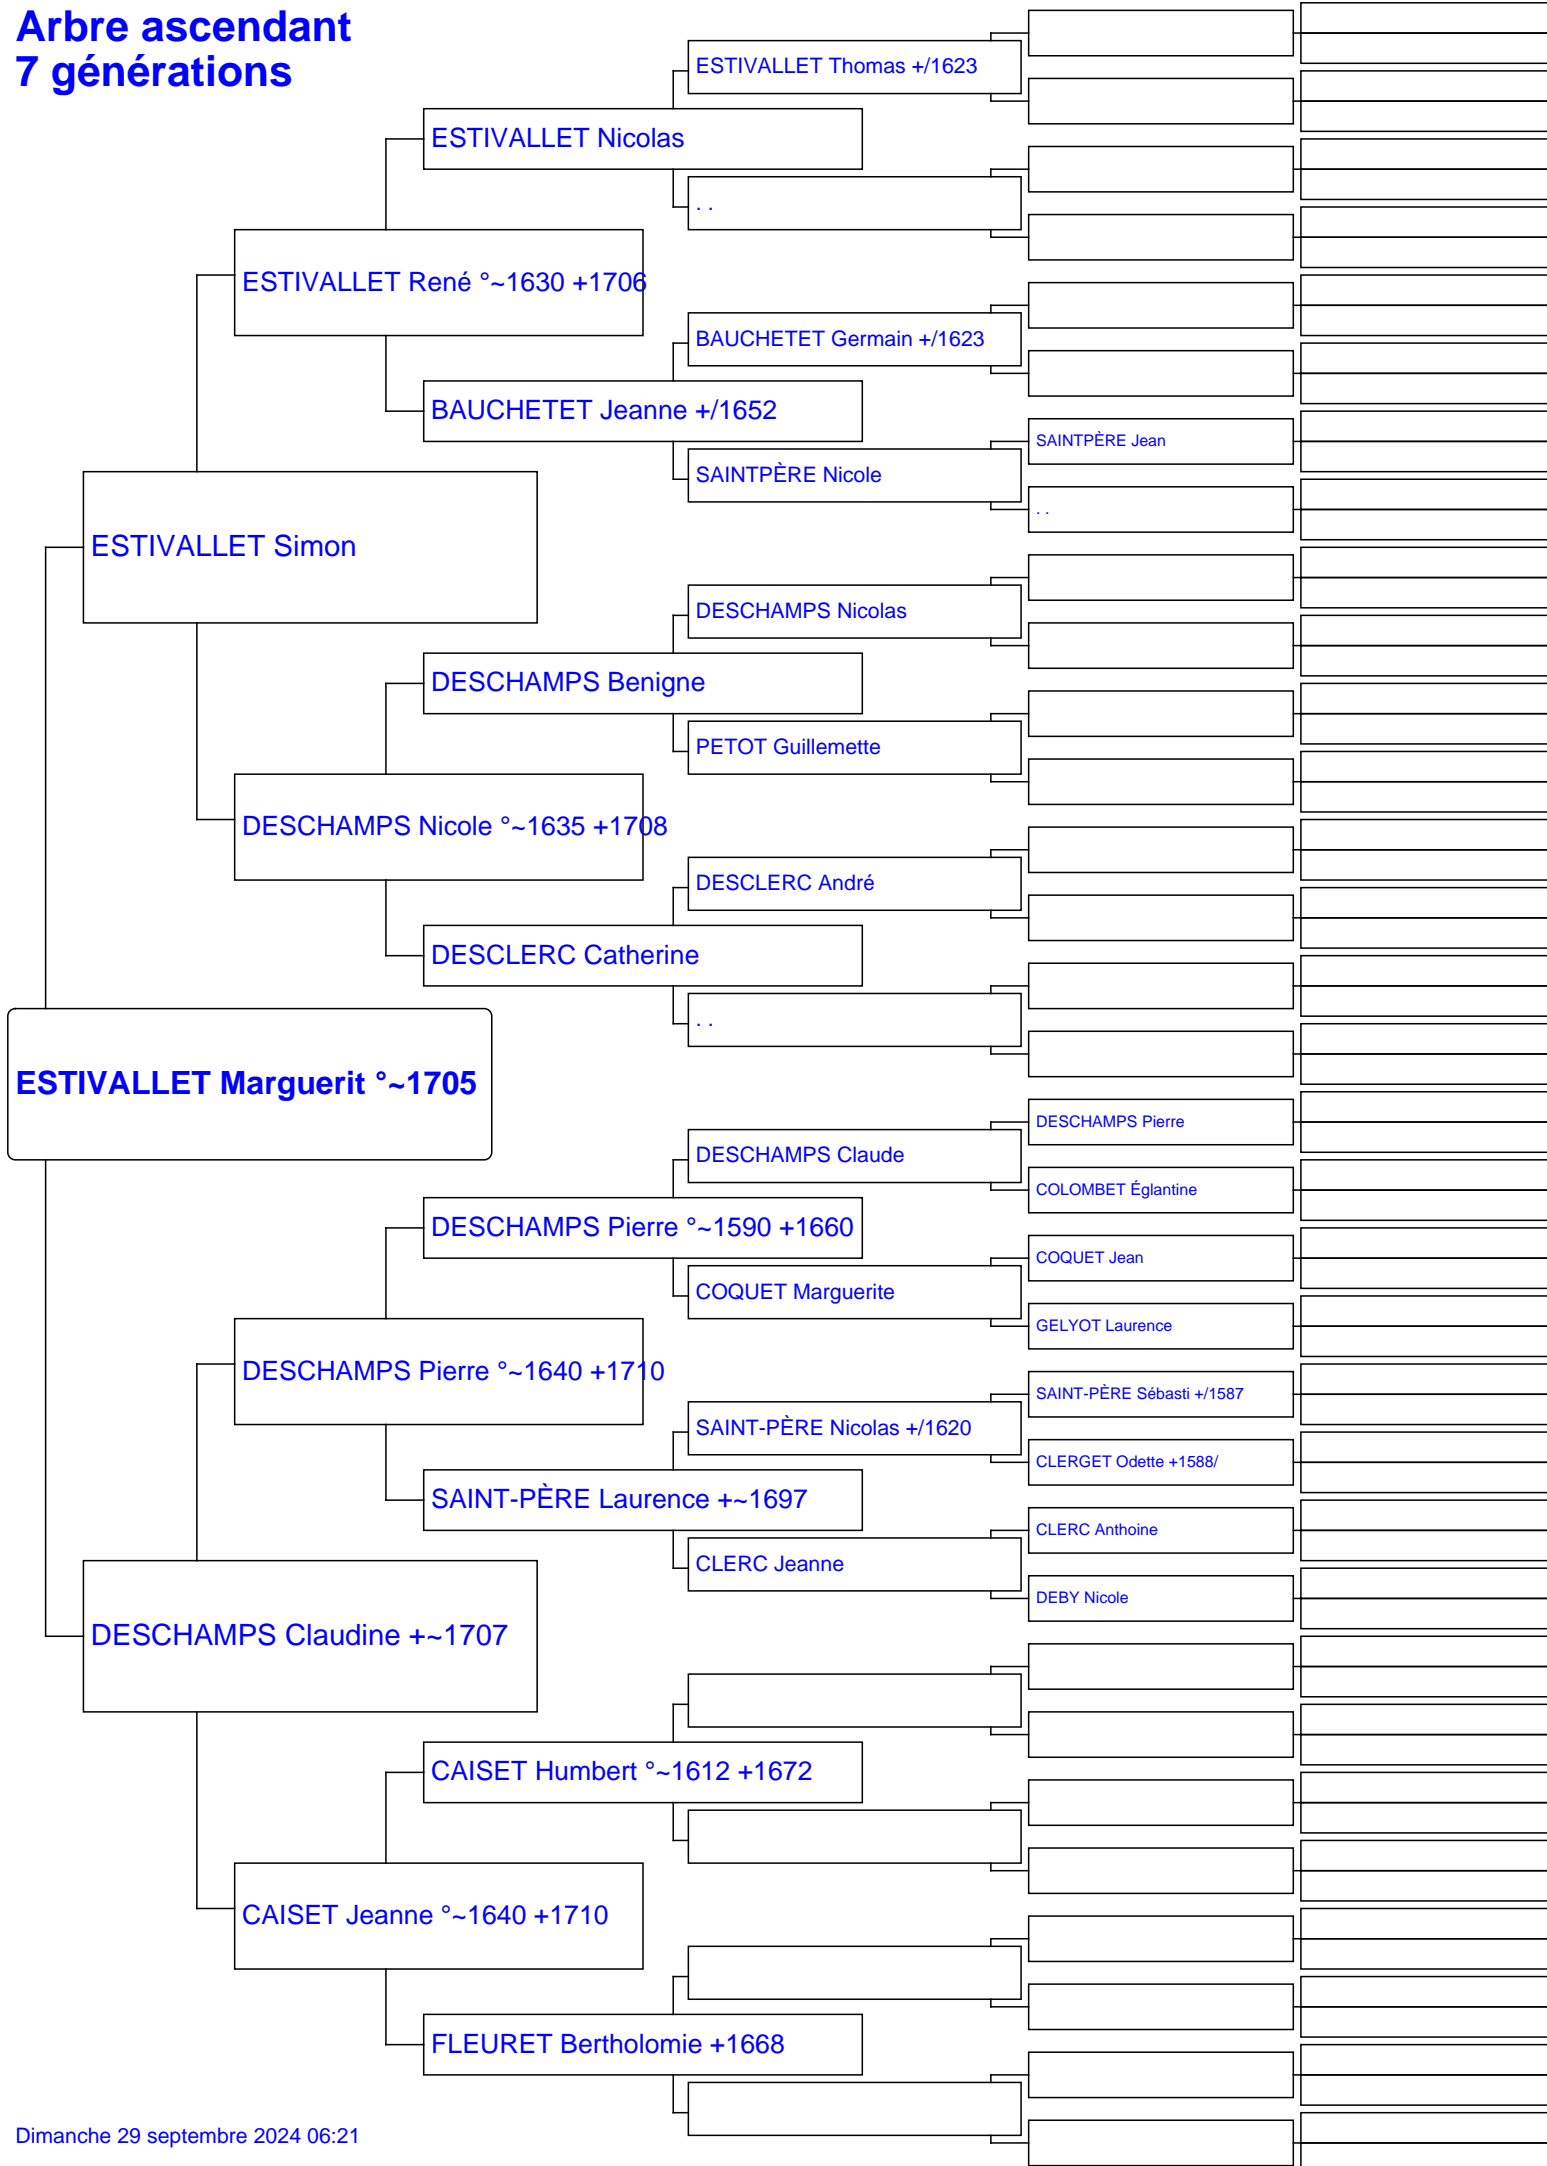 Arbre ascendant
7 générations
ESTIVALLET Thomas +/1623
ESTIVALLET Nicolas
. .
ESTIVALLET René °~1630 +1706
BAUCHETET Germain +/1623
BAUCHETET Jeanne +/1652
SAINTPÈRE Jean
SAINTPÈRE Nicole
. .
ESTIVALLET Simon
DESCHAMPS Nicolas
DESCHAMPS Benigne
PETOT Guillemette
DESCHAMPS Nicole °~1635 +1708
DESCLERC André
DESCLERC Catherine
. .
ESTIVALLET Marguerit °~1705
DESCHAMPS Pierre
DESCHAMPS Claude
COLOMBET Églantine
DESCHAMPS Pierre °~1590 +1660
COQUET Jean
COQUET Marguerite
GELYOT Laurence
DESCHAMPS Pierre °~1640 +1710
SAINT-PÈRE Sébasti +/1587
SAINT-PÈRE Nicolas +/1620
CLERGET Odette +1588/
SAINT-PÈRE Laurence +~1697
CLERC Anthoine
CLERC Jeanne
DEBY Nicole
DESCHAMPS Claudine +~1707
CAISET Humbert °~1612 +1672
CAISET Jeanne °~1640 +1710
FLEURET Bertholomie +1668
Dimanche 29 septembre 2024 06:21